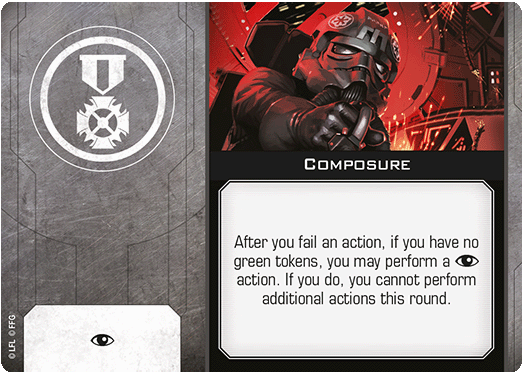 COMPOSURE
After you fail an action, if you have no
green tokens, you may perform a
action. If you do, you cannot perform
additional actions this round.
© LFL © FFG